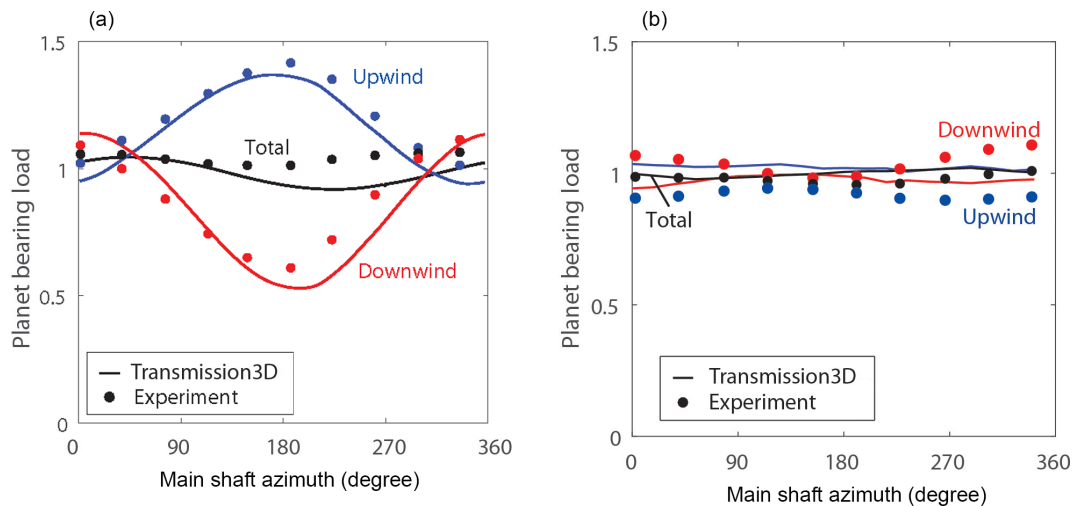 (a)
1.5
1
0.5
0
0
90
180
270
360
Planet bearing load
Main shaft azimuth (degree)
Upwind
Total
Downwind
Transmission3D
Experiment
(b)
1.5
1
0.5
0
0
90
180
270
360
Planet bearing load
Main shaft azimuth (degree)
Downwind
Total
Upwind
Transmission3D
Experiment